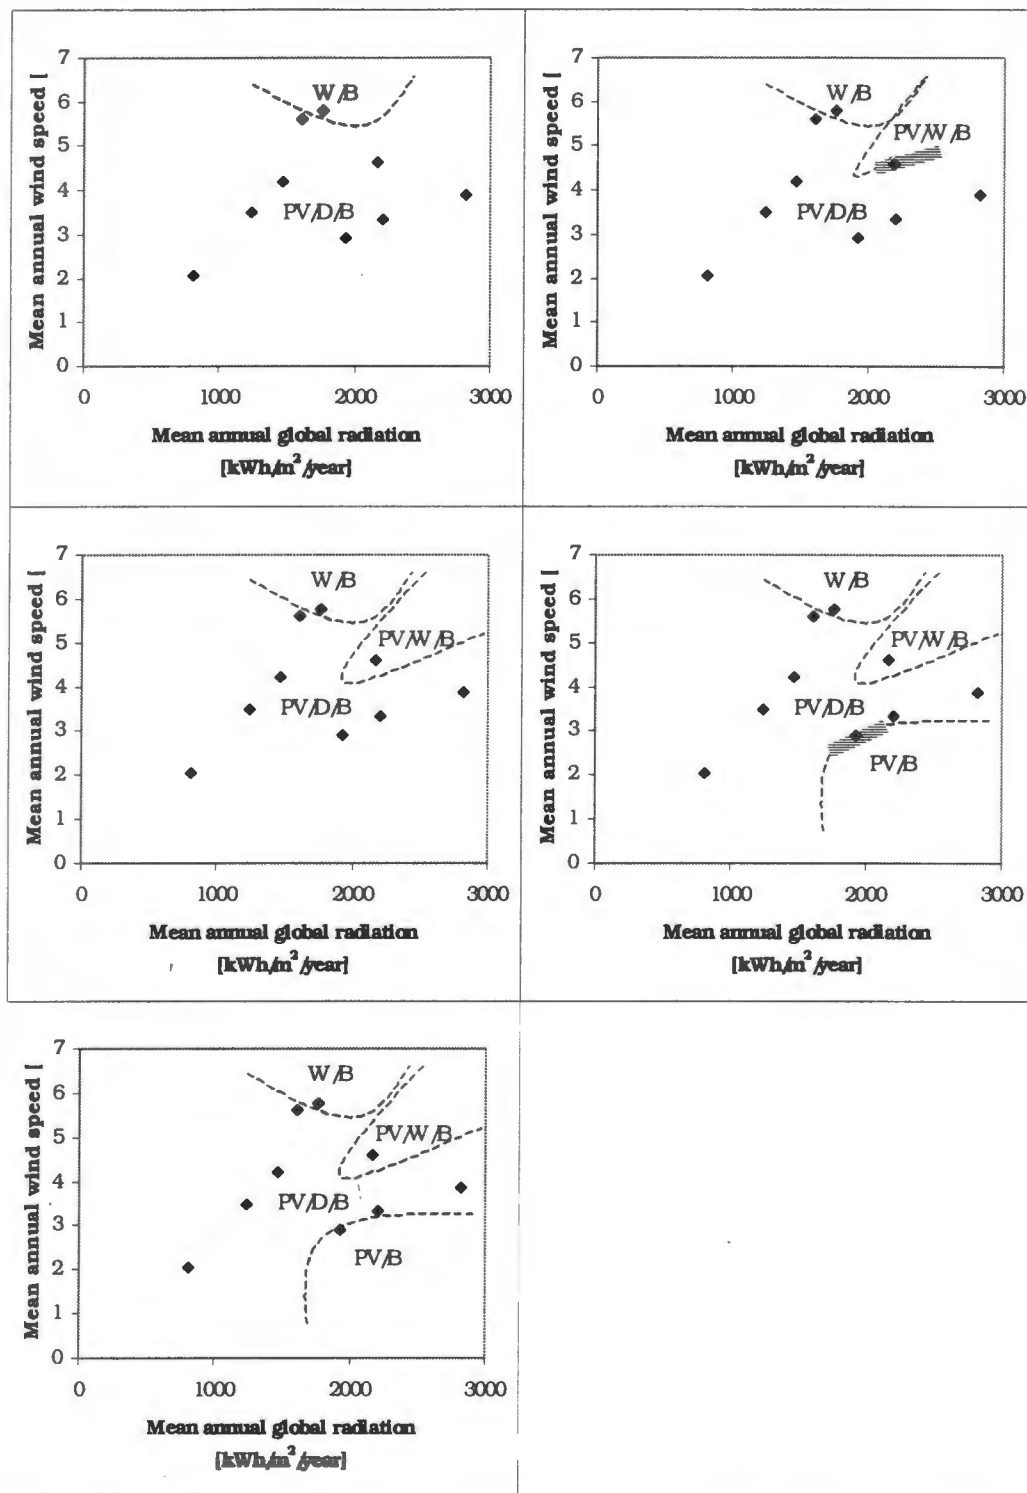 Mean annual wind speed [
7
6
5
4
3
2
1
0
W/B
PV/D/B
0 1000 2000 3000
Mean annual global radiation
[kWh/m²/year]
Mean annual wind speed [
7
6
5
4
3
2
1
0
W/B
PV/W/B
PV/D/B
0 1000 2000 3000
Mean annual global radiation
[kWh/m²/year]
Mean annual wind speed [
7
6
5
4
3
2
1
0
W/B
PV/W/B
PV/D/B
0 1000 2000 3000
Mean annual global radiation
[kWh/m²/year]
Mean annual wind speed [
7
6
5
4
3
2
1
0
W/B
PV/W/B
PV/D/B
PV/B
0 1000 2000 3000
Mean annual global radiation
[kWh/m²/year]
Mean annual wind speed [
7
6
5
4
3
2
1
0
W/B
PV/W/B
PV/D/B
PV/B
0 1000 2000 3000
Mean annual global radiation
[kWh/m²/year]